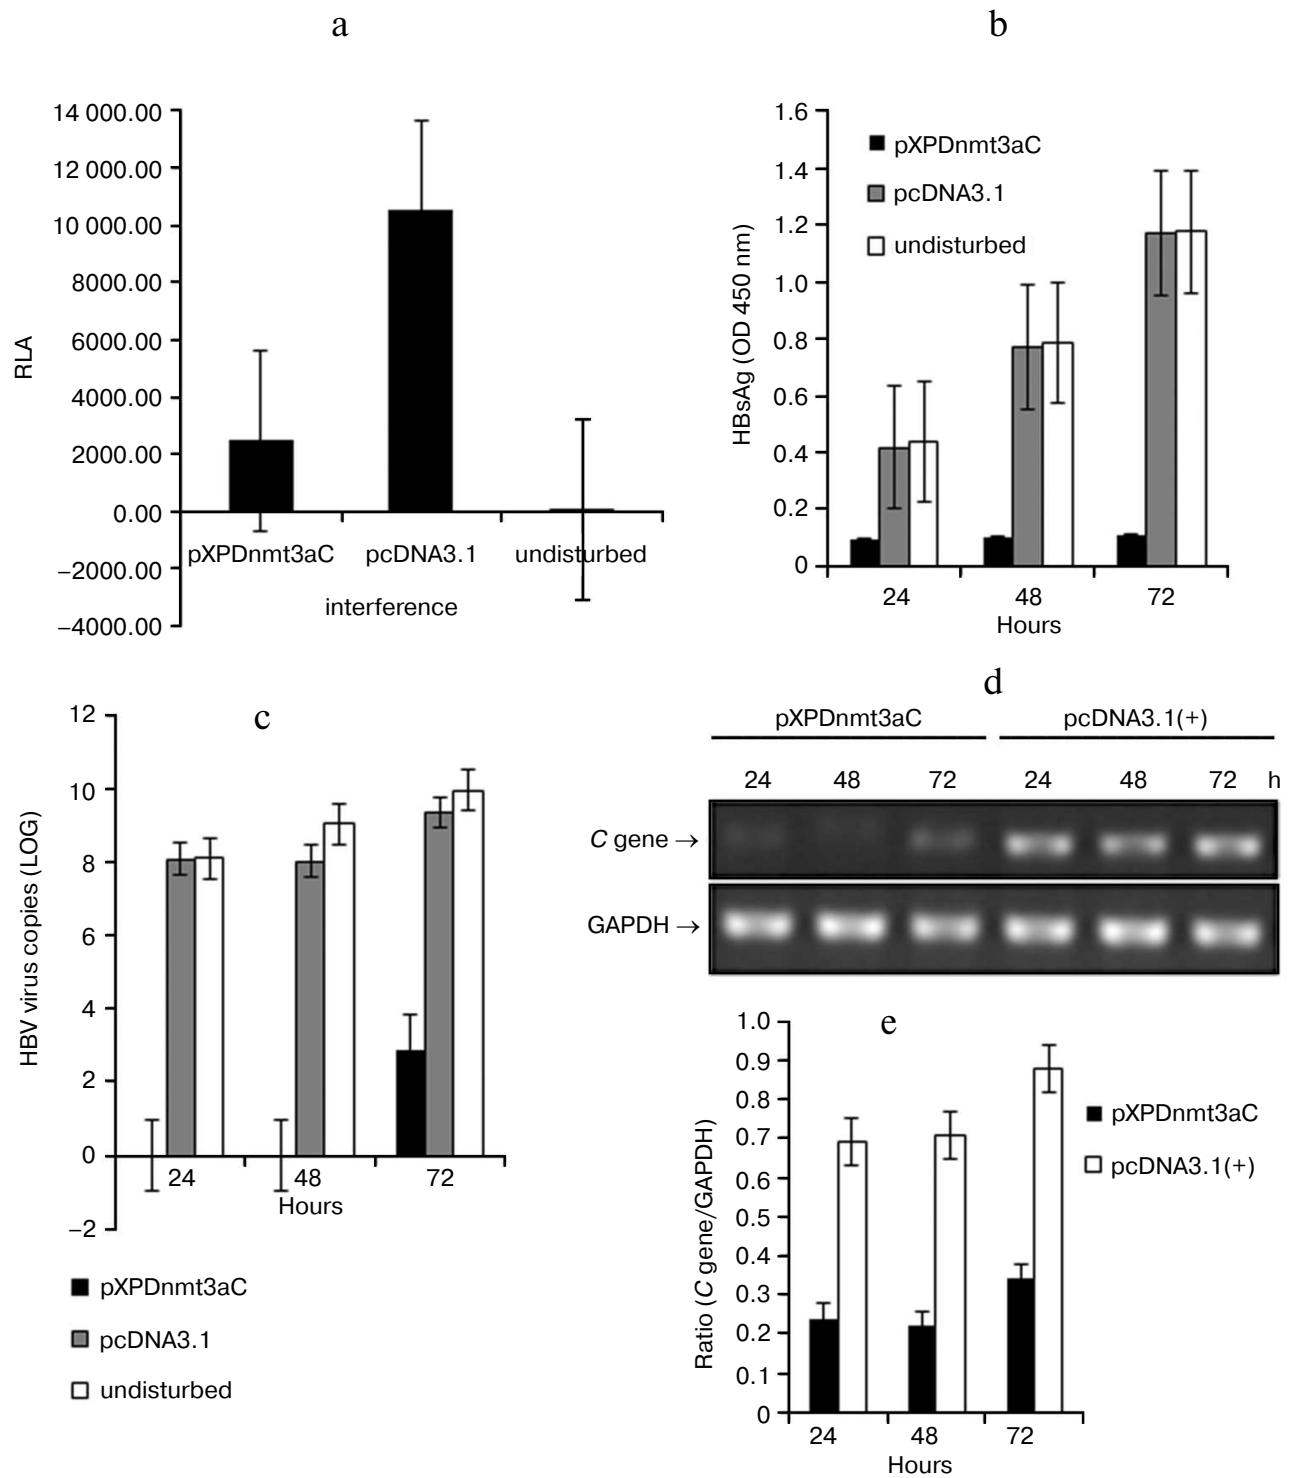 a
14 000.00
12 000.00
10 000.00
8000.00
6000.00
4000.00
2000.00
0.00
−2000.00
−4000.00
RLA
pXPDnmt3aC pcDNA3.1 undisturbed
interference
b
1.6
1.4
1.2
1.0
0.8
0.6
0.4
0.2
0
HBsAg (OD 450 nm)
pXPDnmt3aC
pcDNA3.1
undisturbed
24 48 72
Hours
c
12
10
8
6
4
2
0
−2
HBV virus copies (LOG)
24 48 72
Hours
pXPDnmt3aC
pcDNA3.1
undisturbed
d
pXPDnmt3aC pcDNA3.1(+)
24 48 72 24 48 72 h
C gene →
GAPDH →
e
1.0
0.9
0.8
0.7
0.6
0.5
0.4
0.3
0.2
0.1
0
Ratio (C gene/GAPDH)
pXPDnmt3aC
pcDNA3.1(+)
24 48 72
Hours